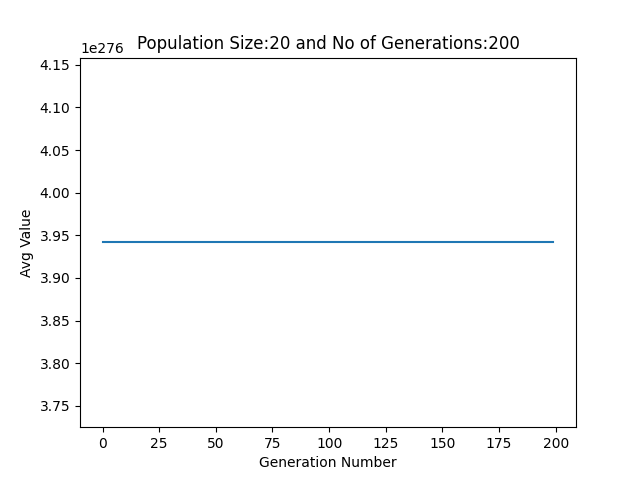 Population Size:20 and No of Generations:200
1e276
4.15
4.10
4.05
4.00
3.95
3.90
3.85
3.80
3.75
Avg Value
0 25 50 75 100 125 150 175 200
Generation Number